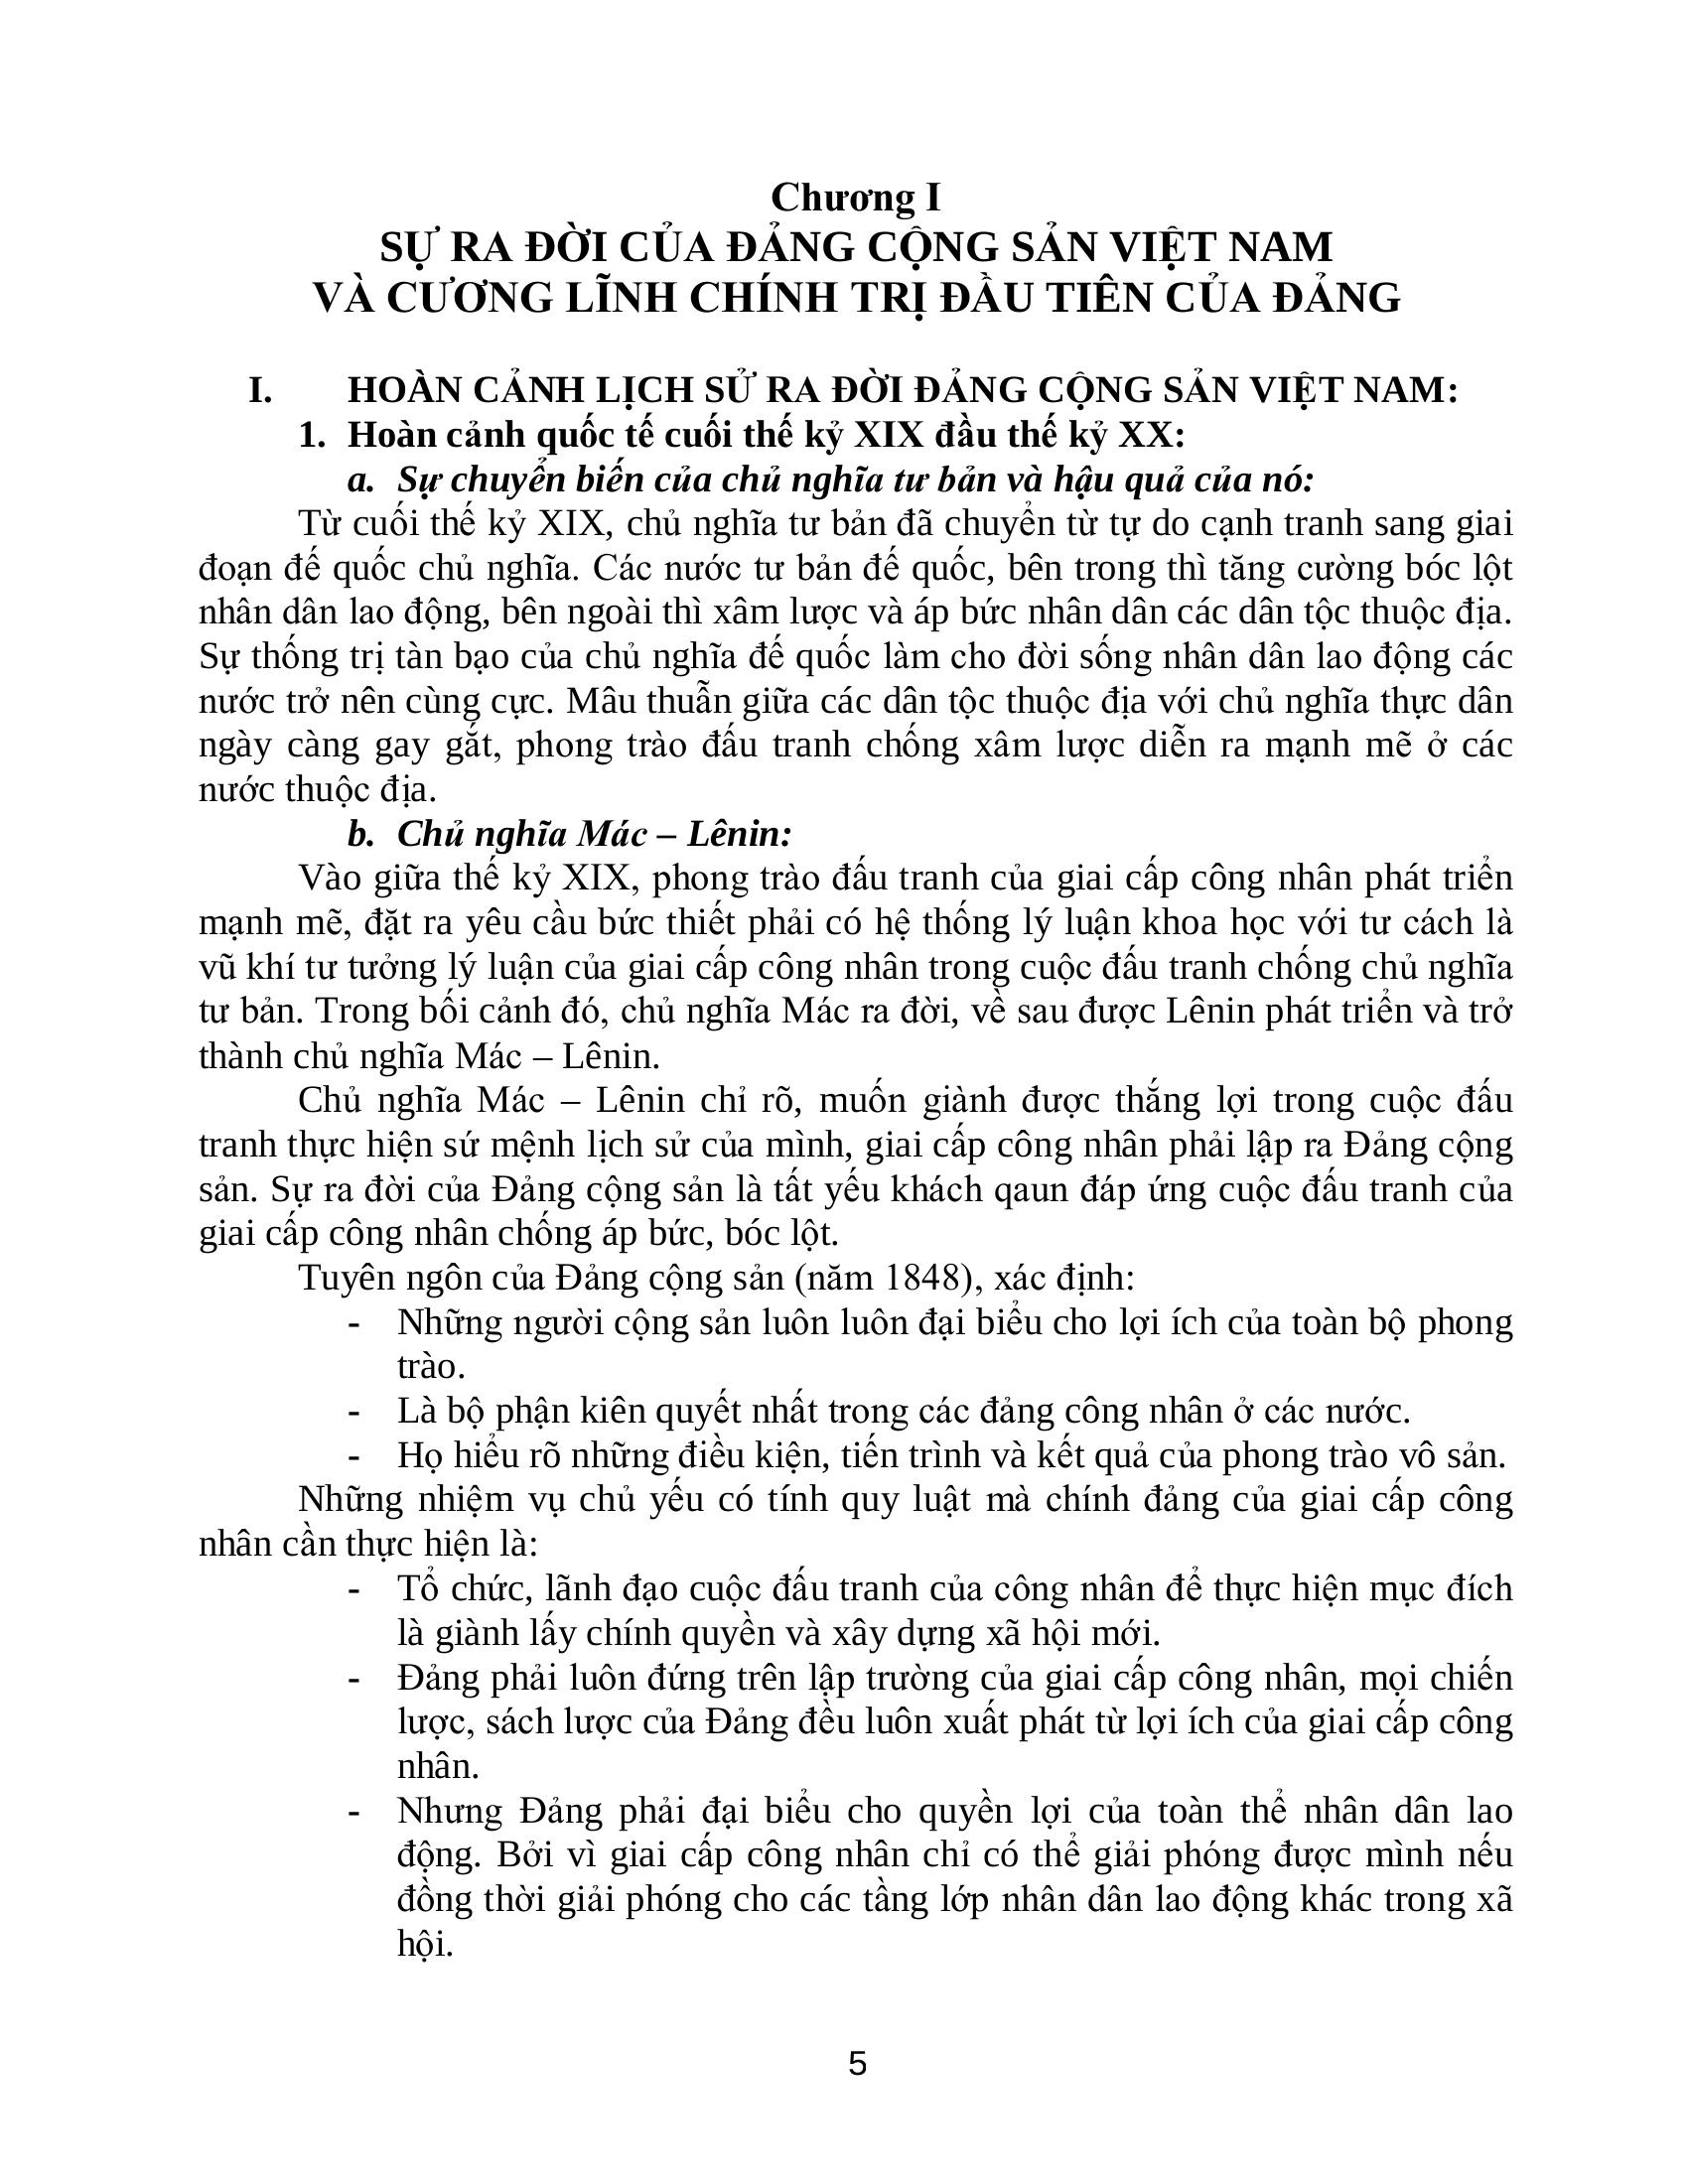 Chương I
SỰ RA ĐỜI CỦA ĐẢNG CỘNG SẢN VIỆT NAM
VÀ CƯƠNG LĨNH CHÍNH TRỊ ĐẦU TIÊN CỦA ĐẢNG
I. HOÀN CẢNH LỊCH SỬ RA ĐỜI ĐẢNG CỘNG SẢN VIỆT NAM:
1. Hoàn cảnh quốc tế cuối thế kỷ XIX đầu thế kỷ XX:
a. Sự chuyển biến của chủ nghĩa tư bản và hậu quả của nó:
Từ cuối thế kỷ XIX, chủ nghĩa tư bản đã chuyển từ tự do cạnh tranh sang giai
đoạn đế quốc chủ nghĩa. Các nước tư bản đế quốc, bên trong thì tăng cường bóc lột
nhân dân lao động, bên ngoài thì xâm lược và áp bức nhân dân các dân tộc thuộc địa.
Sự thống trị tàn bạo của chủ nghĩa đế quốc làm cho đời sống nhân dân lao động các
nước trở nên cùng cực. Mâu thuẫn giữa các dân tộc thuộc địa với chủ nghĩa thực dân
ngày càng gay gắt, phong trào đấu tranh chống xâm lược diễn ra mạnh mẽ ở các
nước thuộc địa.
b. Chủ nghĩa Mác – Lênin:
Vào giữa thế kỷ XIX, phong trào đấu tranh của giai cấp công nhân phát triển
mạnh mẽ, đặt ra yêu cầu bức thiết phải có hệ thống lý luận khoa học với tư cách là
vũ khí tư tưởng lý luận của giai cấp công nhân trong cuộc đấu tranh chống chủ nghĩa
tư bản. Trong bối cảnh đó, chủ nghĩa Mác ra đời, về sau được Lênin phát triển và trở
thành chủ nghĩa Mác – Lênin.
Chủ nghĩa Mác – Lênin chỉ rõ, muốn giành được thắng lợi trong cuộc đấu
tranh thực hiện sứ mệnh lịch sử của mình, giai cấp công nhân phải lập ra Đảng cộng
sản. Sự ra đời của Đảng cộng sản là tất yếu khách qaun đáp ứng cuộc đấu tranh của
giai cấp công nhân chống áp bức, bóc lột.
Tuyên ngôn của Đảng cộng sản (năm 1848), xác định:
- Những người cộng sản luôn luôn đại biểu cho lợi ích của toàn bộ phong
trào.
- Là bộ phận kiên quyết nhất trong các đảng công nhân ở các nước.
- Họ hiểu rõ những điều kiện, tiến trình và kết quả của phong trào vô sản.
Những nhiệm vụ chủ yếu có tính quy luật mà chính đảng của giai cấp công
nhân cần thực hiện là:
- Tổ chức, lãnh đạo cuộc đấu tranh của công nhân để thực hiện mục đích
là giành lấy chính quyền và xây dựng xã hội mới.
- Đảng phải luôn đứng trên lập trường của giai cấp công nhân, mọi chiến
lược, sách lược của Đảng đều luôn xuất phát từ lợi ích của giai cấp công
nhân.
- Nhưng Đảng phải đại biểu cho quyền lợi của toàn thể nhân dân lao
động. Bởi vì giai cấp công nhân chỉ có thể giải phóng được mình nếu
đồng thời giải phóng cho các tầng lớp nhân dân lao động khác trong xã
hội.
5